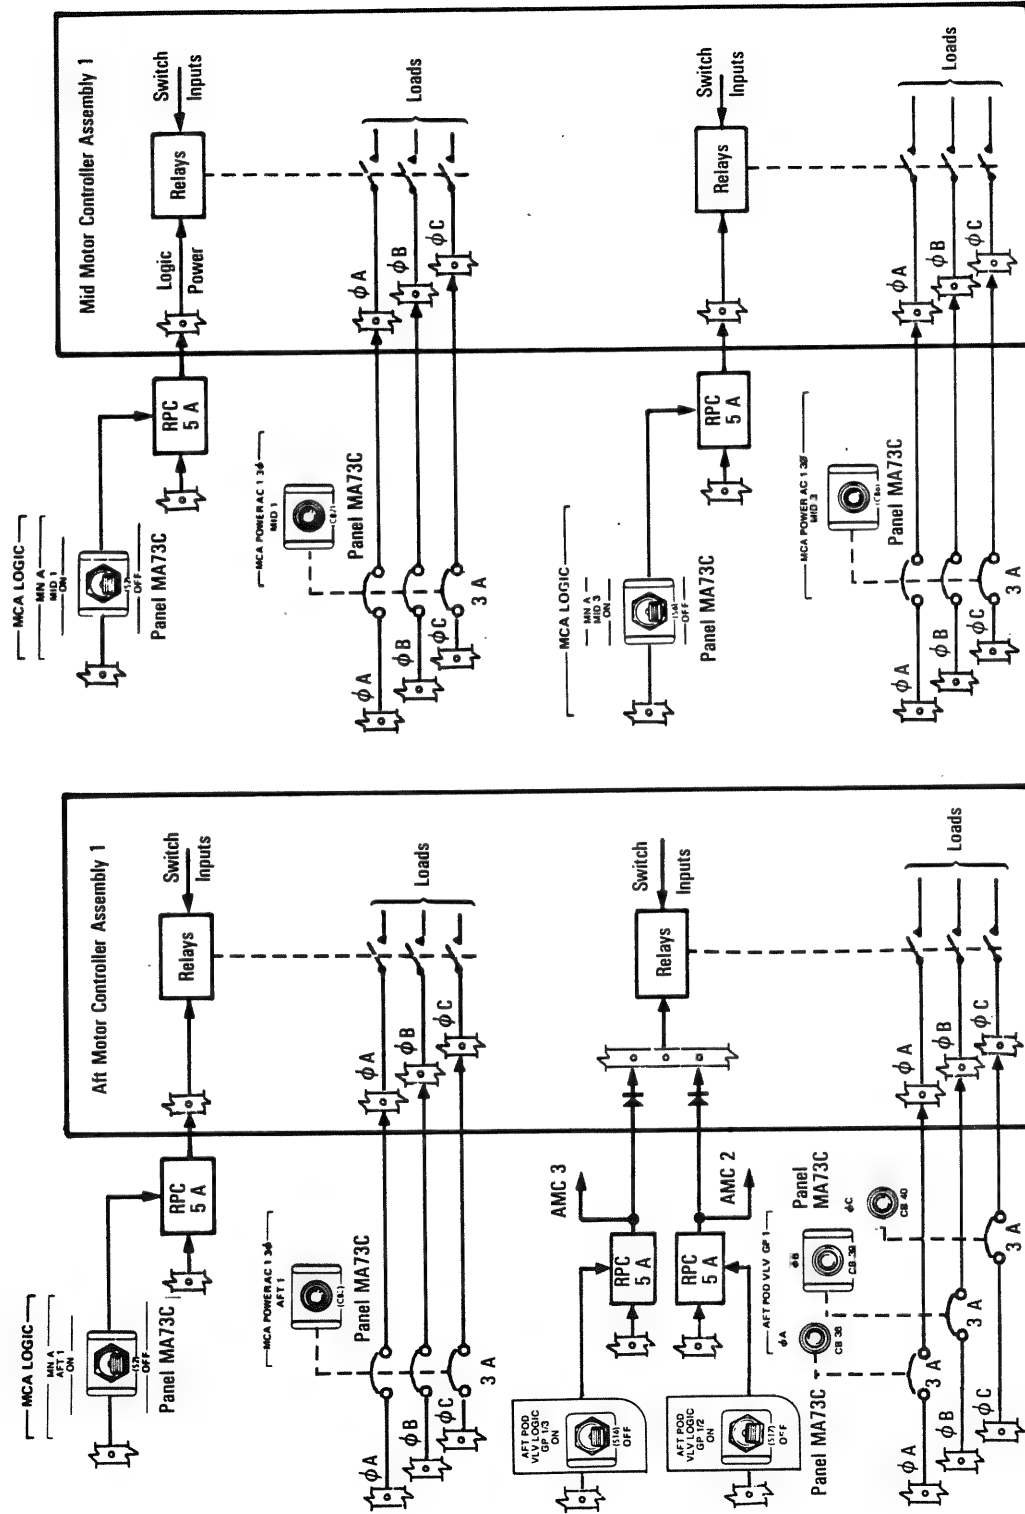 Mid Motor Controller Assembly 1
MCA LOGIC
MN A
MID 1
ON
OFF
Panel MA73C
RPC
5 A
Logic
Power
Relays
Switch
Inputs
MCA POWER AC 1 3ϕ
MID 1
Panel MA73C
ϕA
ϕB
ϕC
3 A
ϕA
ϕB
ϕC
Loads
MCA LOGIC
MN A
MID 3
ON
(S6)
OFF
Panel MA73C
RPC
5 A
Relays
Switch
Inputs
MCA POWER AC 1 3Ø
MID 3
Panel MA73C
ϕA
ϕB
ϕC
3 A
ϕA
ϕB
ϕC
Loads
Aft Motor Controller Assembly 1
MCA LOGIC
MN A
AFT 1
ON
OFF
Panel MA73C
RPC
5 A
Relays
Switch
Inputs
MCA POWER AC 1 3ϕ
AFT 1
Panel MA73C
ϕA
ϕB
ϕC
3 A
ϕA
ϕB
ϕC
Loads
AFT POD
VLV LOGIC
GP 1/3
ON
(S16)
OFF
RPC
5 A
AMC 3
AFT POD
VLV LOGIC
GP 1/2
ON
(S17)
OFF
Panel MA73C
RPC
5 A
AMC 2
Relays
Switch
Inputs
AFT POD VLV GP 1
ϕA
CB 38
ϕB
CB 39
ϕC
CB 40
Panel
MA73C
ϕA
ϕB
ϕC
3 A
3 A
3 A
ϕA
ϕB
ϕC
Loads